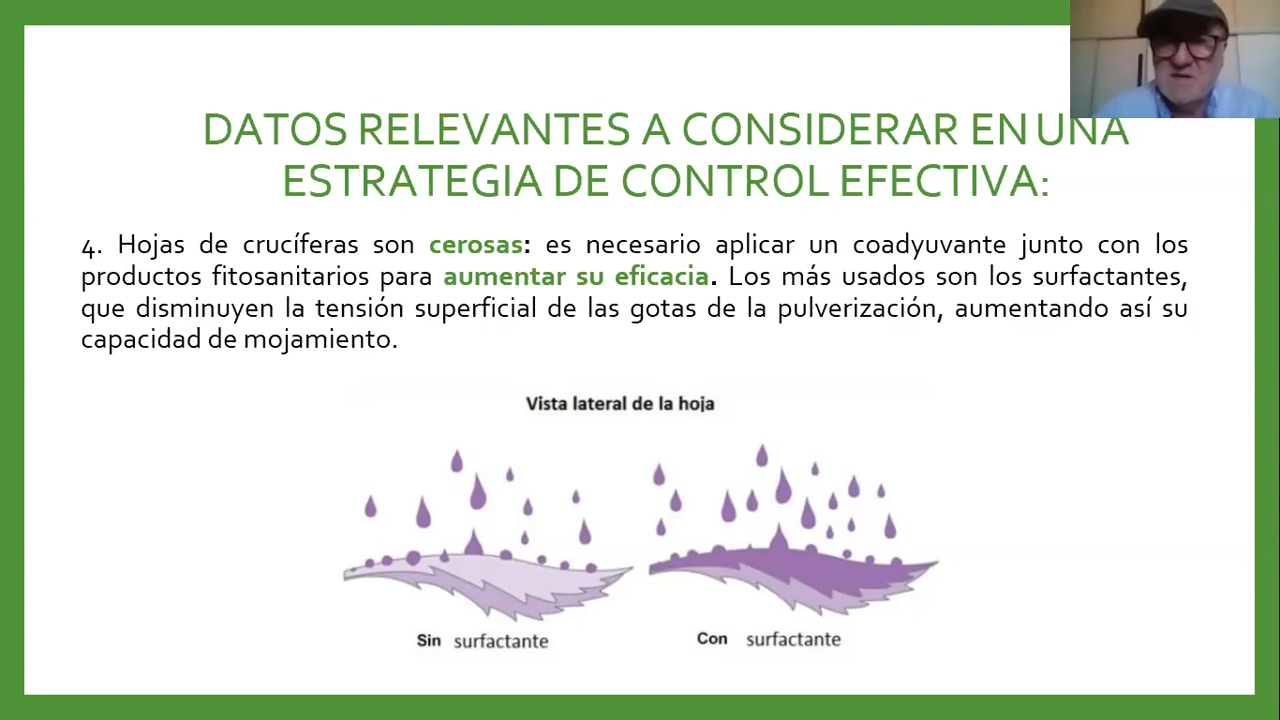 DATOS RELEVANTES A CONSIDERAR EN UNA
ESTRATEGIA DE CONTROL EFECTIVA:
4. Hojas de crucíferas son cerosas: es necesario aplicar un coadyuvante junto con los
productos fitosanitarios para aumentar su eficacia. Los más usados son los surfactantes,
que disminuyen la tensión superficial de las gotas de la pulverización, aumentando así su
capacidad de mojamiento.
Vista lateral de la hoja
Sin surfactante
Con surfactante